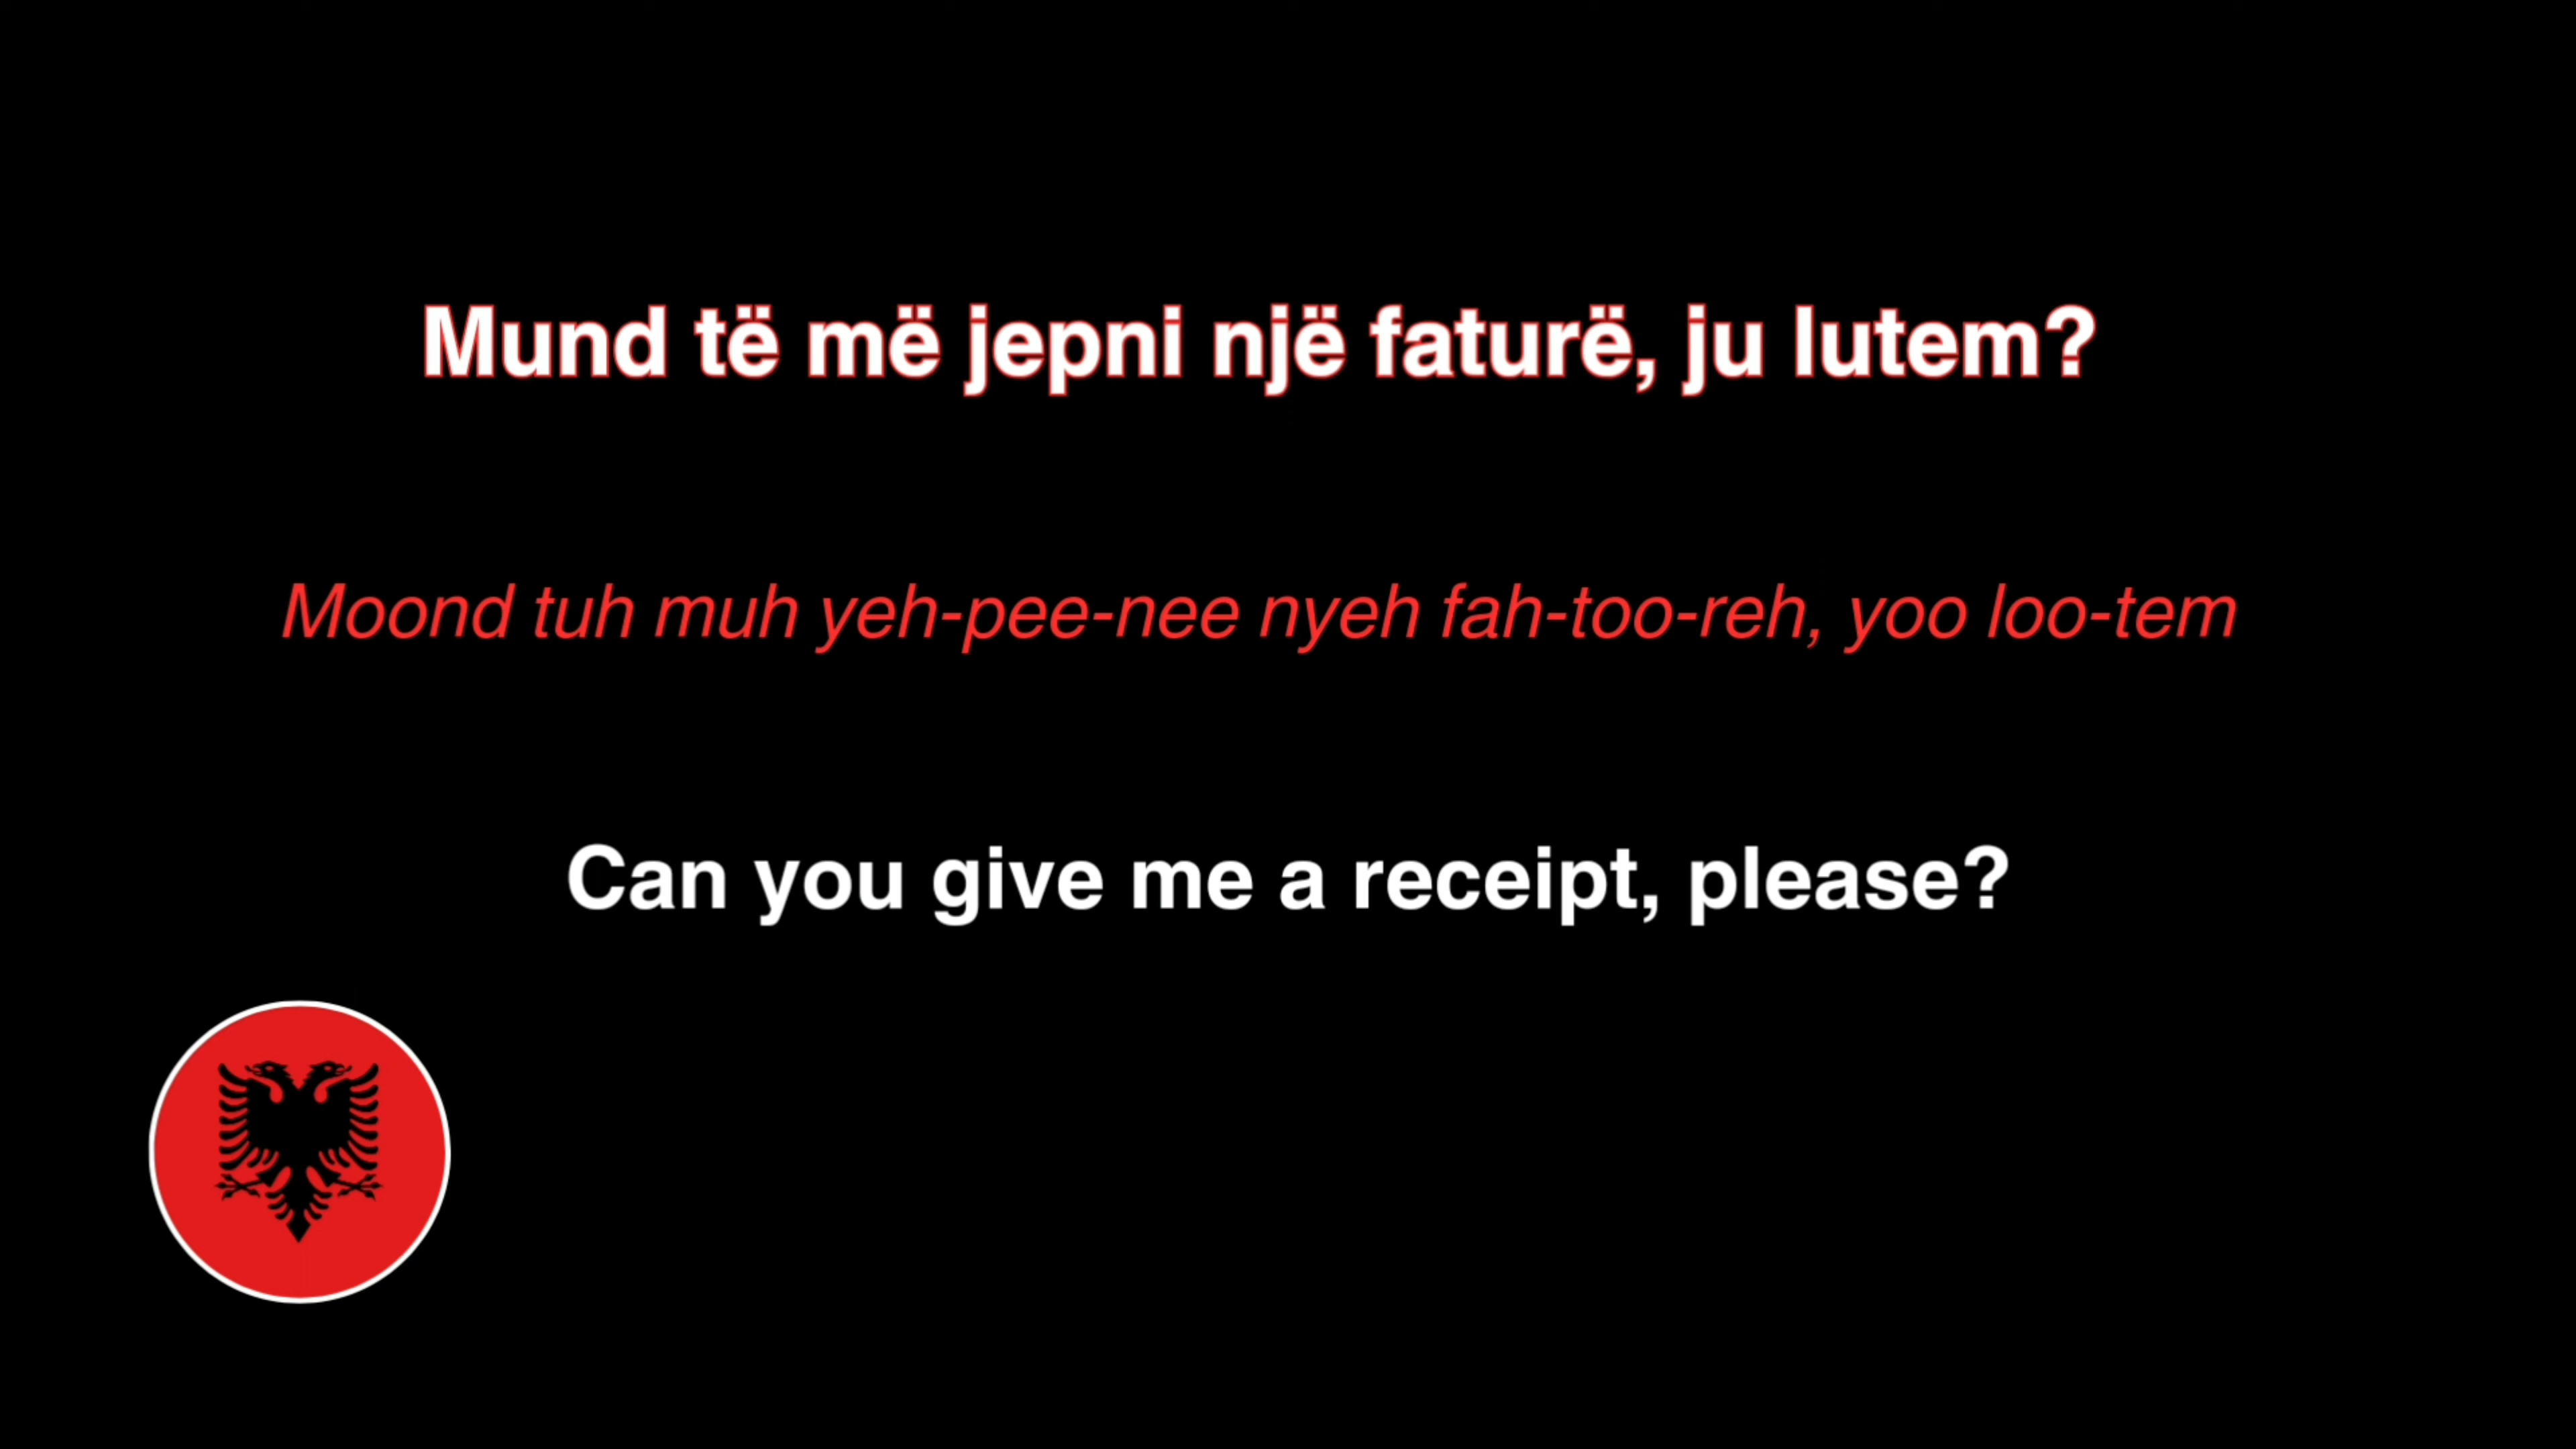 Mund të më jepni një faturë, ju lutem?
Moond tuh muh yeh-pee-nee nyeh fah-too-reh, yoo loo-tem
Can you give me a receipt, please?